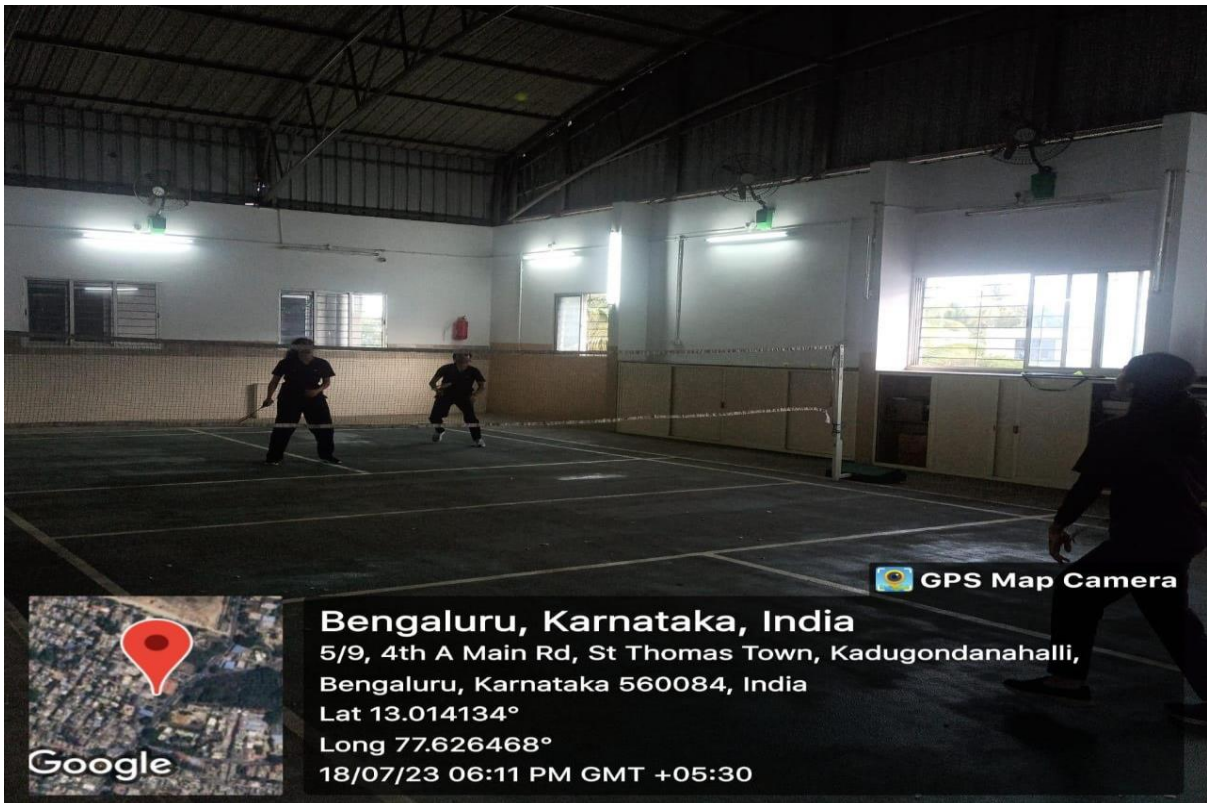 GPS Map Camera
Bengaluru, Karnataka, India
5/9, 4th A Main Rd, St Thomas Town, Kadugondanahalli,
Bengaluru, Karnataka 560084, India
Lat 13.014134°
Long 77.626468°
18/07/23 06:11 PM GMT +05:30
Google